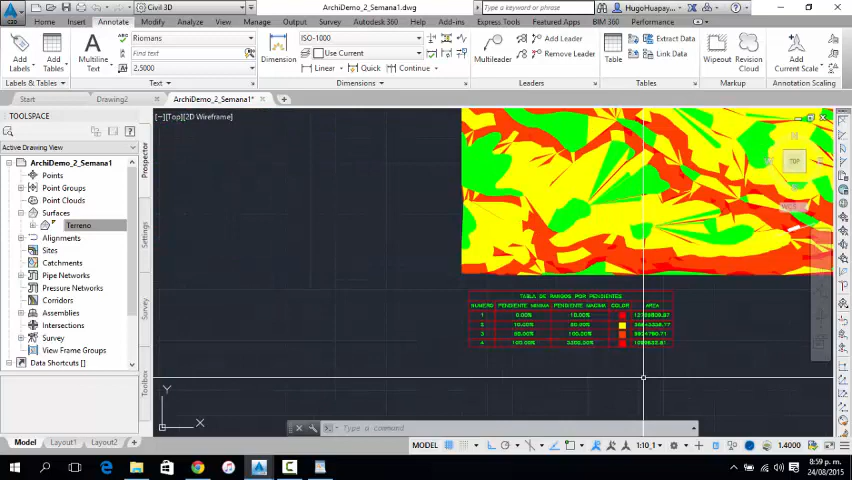 Civil 3D
ArchiDemo_2_Semana1.dwg
Type a keyword or phrase
HugoHuapay...
Home
Insert
Annotate
Modify
Analyze
View
Manage
Output
Survey
Autodesk 360
Help
Add-ins
Express Tools
Featured Apps
BIM 360
Performance
Add Labels
Add Tables
Labels & Tables
Multiline Text
Rromans
Find text
2.5000
Text
Dimension
ISO-1000
Use Current
Linear
Quick
Continue
Dimensions
Multileader
Add Leader
Remove Leader
Leaders
Table
Extract Data
Link Data
Tables
Wipeout
Revision Cloud
Markup
Add Current Scale
Annotation Scaling
Start
Drawing2
ArchiDemo_2_Semana1*
TOOLSPACE
Active Drawing View
ArchiDemo_2_Semana1
Points
Point Groups
Point Clouds
Surfaces
Terreno
Alignments
Sites
Catchments
Pipe Networks
Pressure Networks
Corridors
Assemblies
Intersections
Survey
View Frame Groups
Data Shortcuts []
Prospector
Settings
Survey
Toolbox
[−][Top][2D Wireframe]
TOP
WCS
TABLA DE RANGOS POR PENDIENTES
NUMERO PENDIENTE MINIMA PENDIENTE MAXIMA COLOR AREA
1 0.00% 10.00%
2 10.00%
3
4 100.00%
Y
X
Type a command
Model
Layout1
Layout2
MODEL
1:10_1
1.4000
8:59 p. m.
24/08/2015